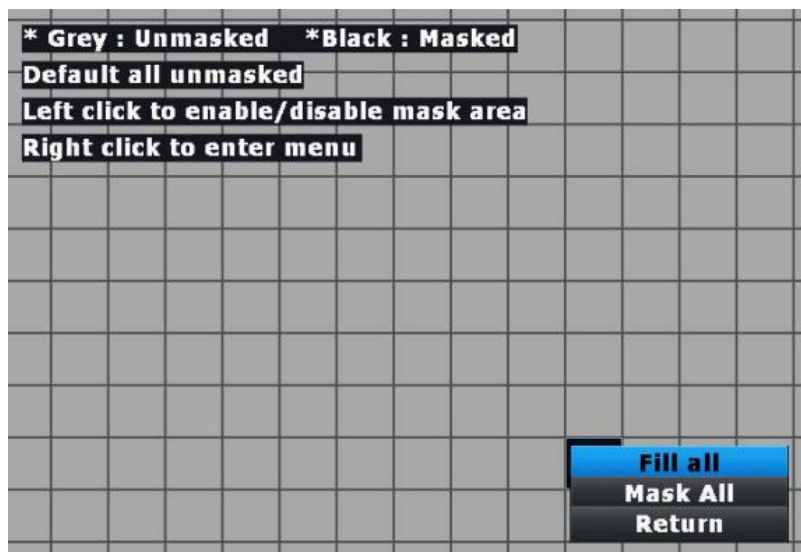 * Grey : Unmasked *Black : Masked
Default all unmasked
Left click to enable/disable mask area
Right click to enter menu
Fill all
Mask All
Return